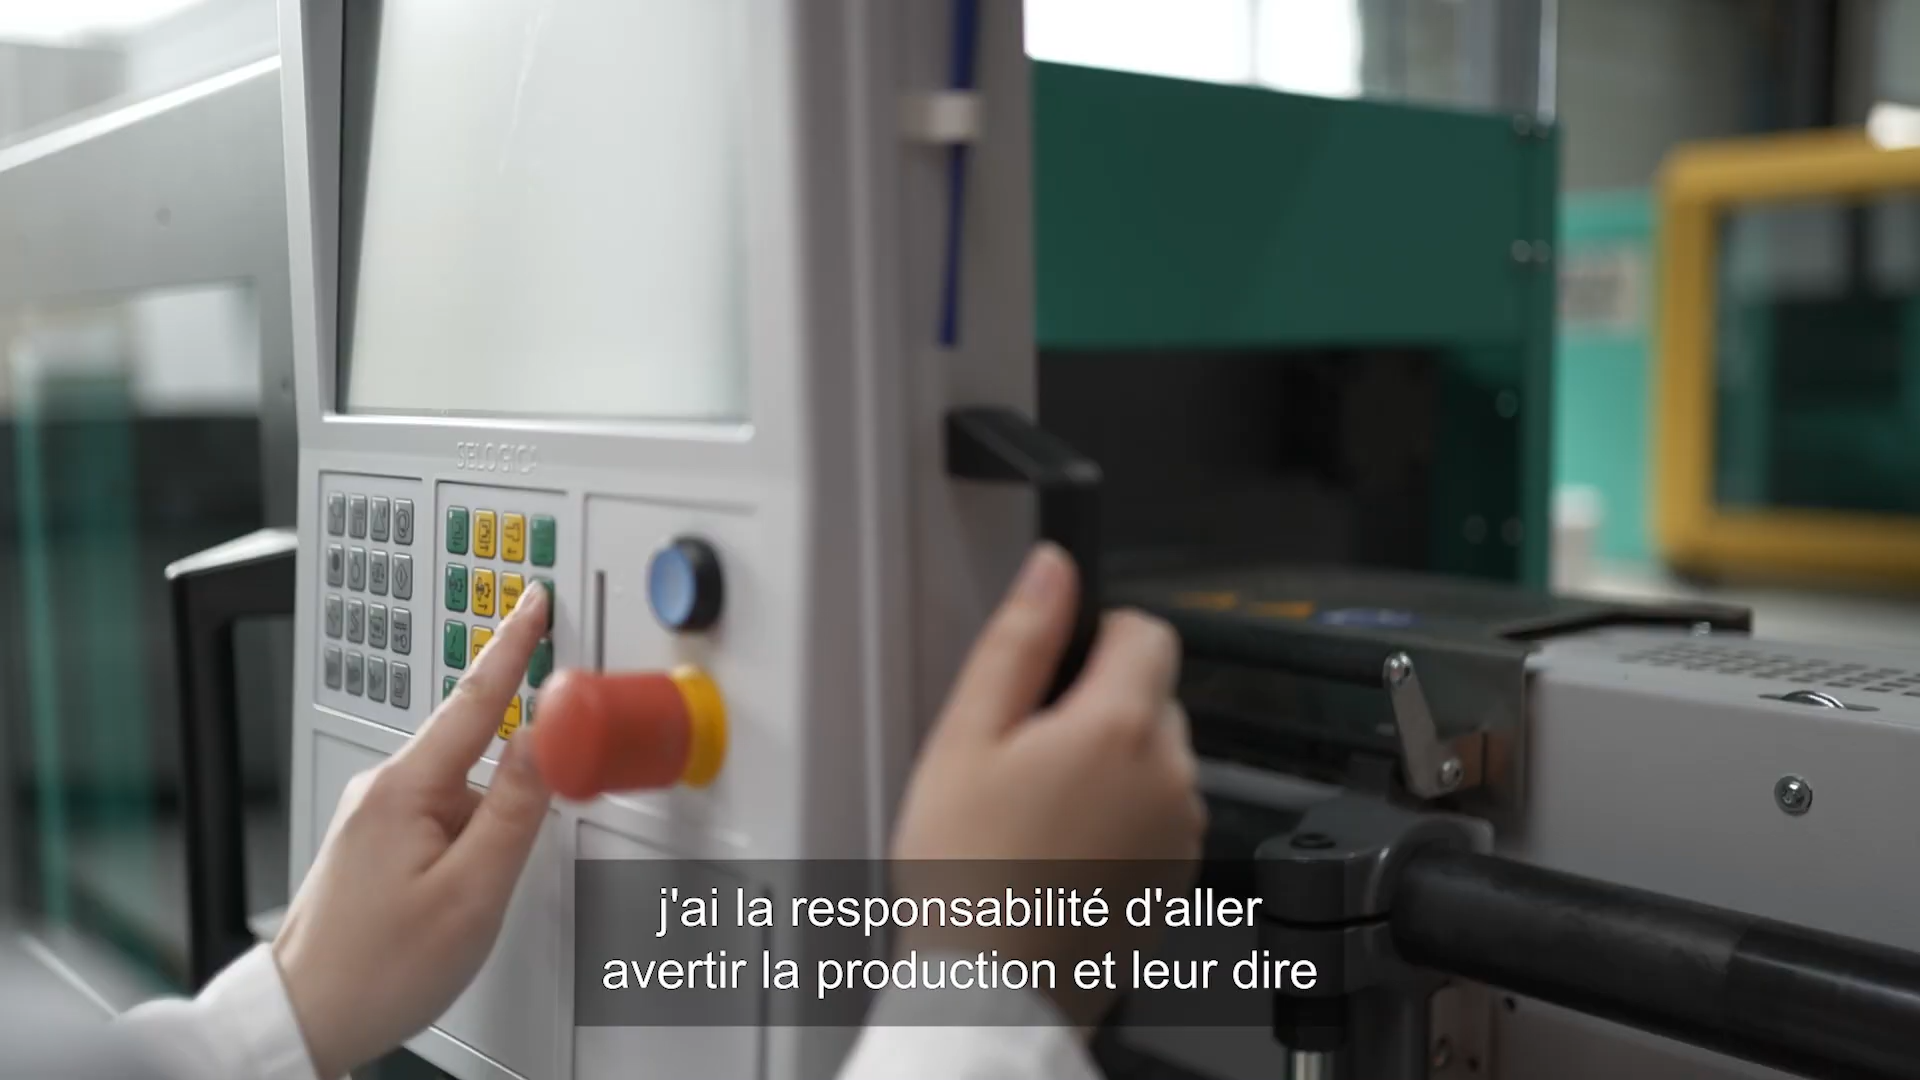 SELOGICA
j'ai la responsabilité d'aller
avertir la production et leur dire